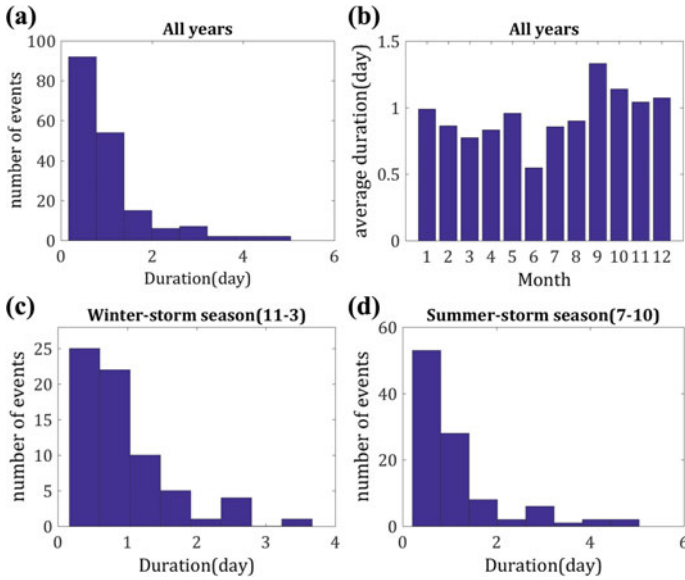 (a)
All years
100
80
60
40
20
0
number of events
0 2 4 6
Duration(day)
(b)
All years
1.5
1
0.5
0
average duration(day)
1 2 3 4 5 6 7 8 9 10 11 12
Month
(c)
Winter-storm season(11-3)
25
20
15
10
5
0
number of events
0 1 2 3 4
Duration(day)
(d)
Summer-storm season(7-10)
60
40
20
0
number of events
0 2 4 6
Duration(day)